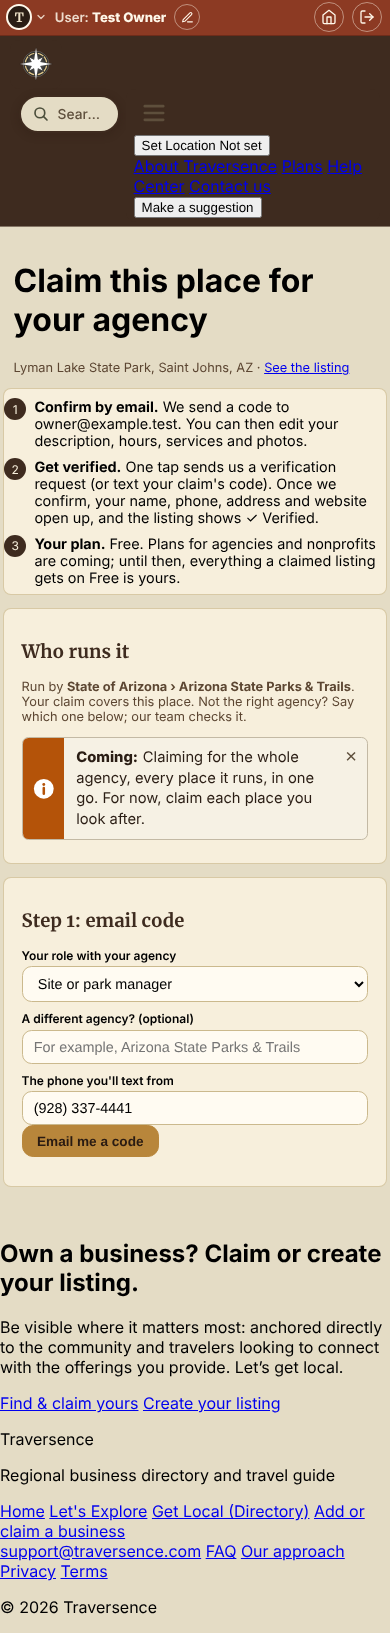 T User: Test Owner
Sear...
Set Location Not set
About Traversence Plans Help
Center Contact us
Make a suggestion
Claim this place for
your agency
Lyman Lake State Park, Saint Johns, AZ · See the listing
1 Confirm by email. We send a code to
owner@example.test. You can then edit your
description, hours, services and photos.
2 Get verified. One tap sends us a verification
request (or text your claim's code). Once we
confirm, your name, phone, address and website
open up, and the listing shows ✓ Verified.
3 Your plan. Free. Plans for agencies and nonprofits
are coming; until then, everything a claimed listing
gets on Free is yours.
Who runs it
Run by State of Arizona › Arizona State Parks & Trails.
Your claim covers this place. Not the right agency? Say
which one below; our team checks it.
Coming: Claiming for the whole
agency, every place it runs, in one
go. For now, claim each place you
look after.
Step 1: email code
Your role with your agency
Site or park manager
A different agency? (optional)
For example, Arizona State Parks & Trails
The phone you'll text from
(928) 337-4441
Email me a code
Own a business? Claim or create
your listing.
Be visible where it matters most: anchored directly
to the community and travelers looking to connect
with the offerings you provide. Let’s get local.
Find & claim yours Create your listing
Traversence
Regional business directory and travel guide
Home Let's Explore Get Local (Directory) Add or
claim a business
support@traversence.com FAQ Our approach
Privacy Terms
© 2026 Traversence